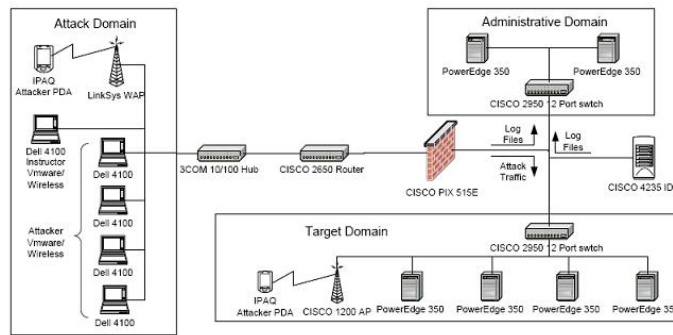 Attack Domain
IPAQ
Attacker PDA
LinkSys WAP
Dell 4100
Instructor
Vmware/
Wireless
Dell 4100
Dell 4100
Attacker
Vmware/
Wireless
Dell 4100
Dell 4100
3COM 10/100 Hub
CISCO 2650 Router
CISCO PIX 515E
Administrative Domain
PowerEdge 350
PowerEdge 350
CISCO 2950 12 Port swtch
Log
Files
Log
Files
Attack
Traffic
CISCO 4235 ID
CISCO 2950 12 Port swtch
Target Domain
IPAQ
Attacker PDA
CISCO 1200 AP
PowerEdge 350
PowerEdge 350
PowerEdge 350
PowerEdge 35